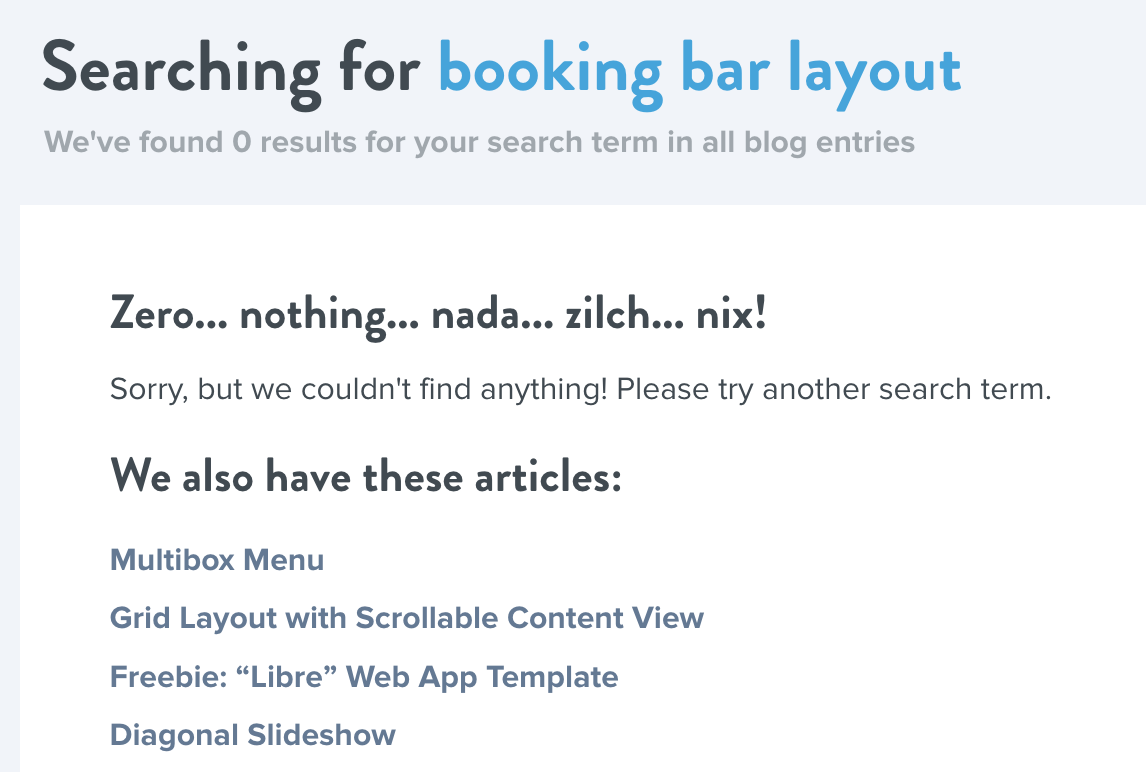 Searching for booking bar layout
We've found 0 results for your search term in all blog entries
Zero... nothing... nada... zilch... nix!
Sorry, but we couldn't find anything! Please try another search term.
We also have these articles:
Multibox Menu
Grid Layout with Scrollable Content View
Freebie: “Libre” Web App Template
Diagonal Slideshow